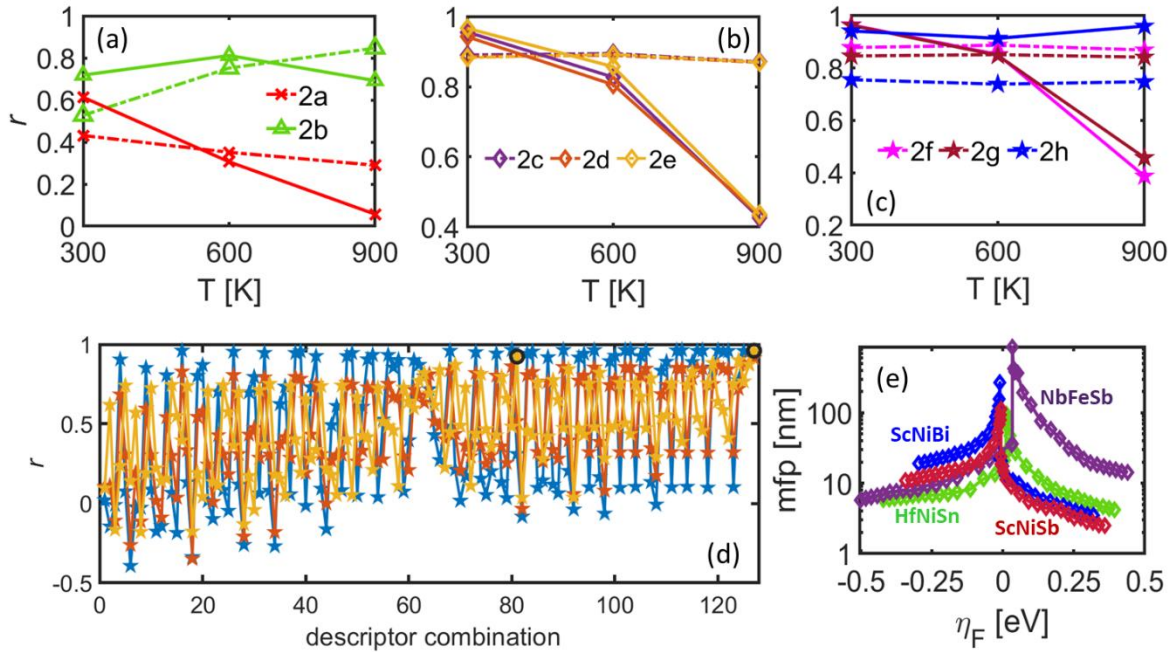 1
0.8
0.6
0.4
0.2
0
r
(a)
2a
2b
300 600 900
T [K]
1
0.8
0.6
0.4
(b)
2c 2d 2e
300 600 900
T [K]
1
0.8
0.6
0.4
0.2
(c)
2f 2g 2h
300 600 900
T [K]
1
0.5
0
-0.5
r
(d)
0 20 40 60 80 100 120
descriptor combination
(e)
mfp [nm]
100
10
1
NbFeSb
ScNiBi
HfNiSn
ScNiSb
-0.5 -0.25 0 0.25 0.5
η_F [eV]